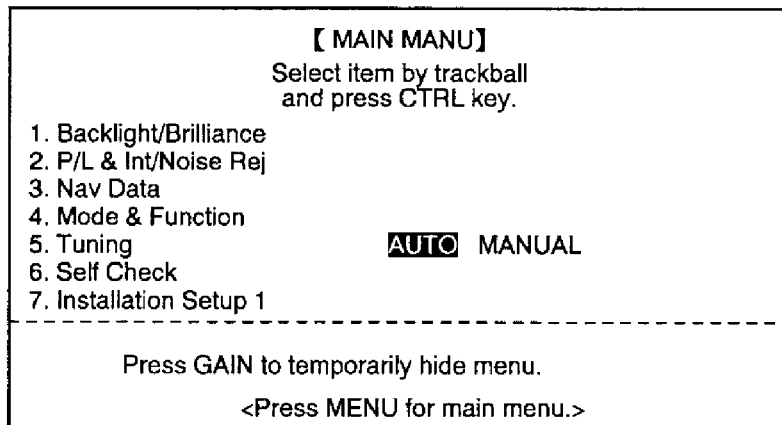 【 MAIN MANU】
Select item by trackball
and press CTRL key.
1. Backlight/Brilliance
2. P/L & Int/Noise Rej
3. Nav Data
4. Mode & Function
5. Tuning AUTO MANUAL
6. Self Check
7. Installation Setup 1
Press GAIN to temporarily hide menu.
<Press MENU for main menu.>